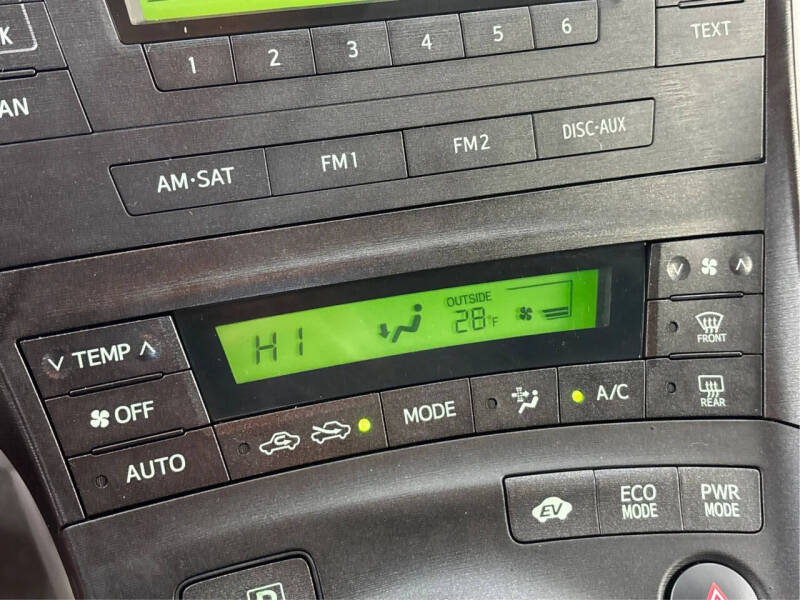 K
AN
1 2 3 4 5 6
TEXT
AM·SAT FM1 FM2 DISC·AUX
TEMP
HI
OUTSIDE
28°F
FRONT
OFF
AUTO
MODE
A/C
REAR
EV
ECO MODE
PWR MODE
P